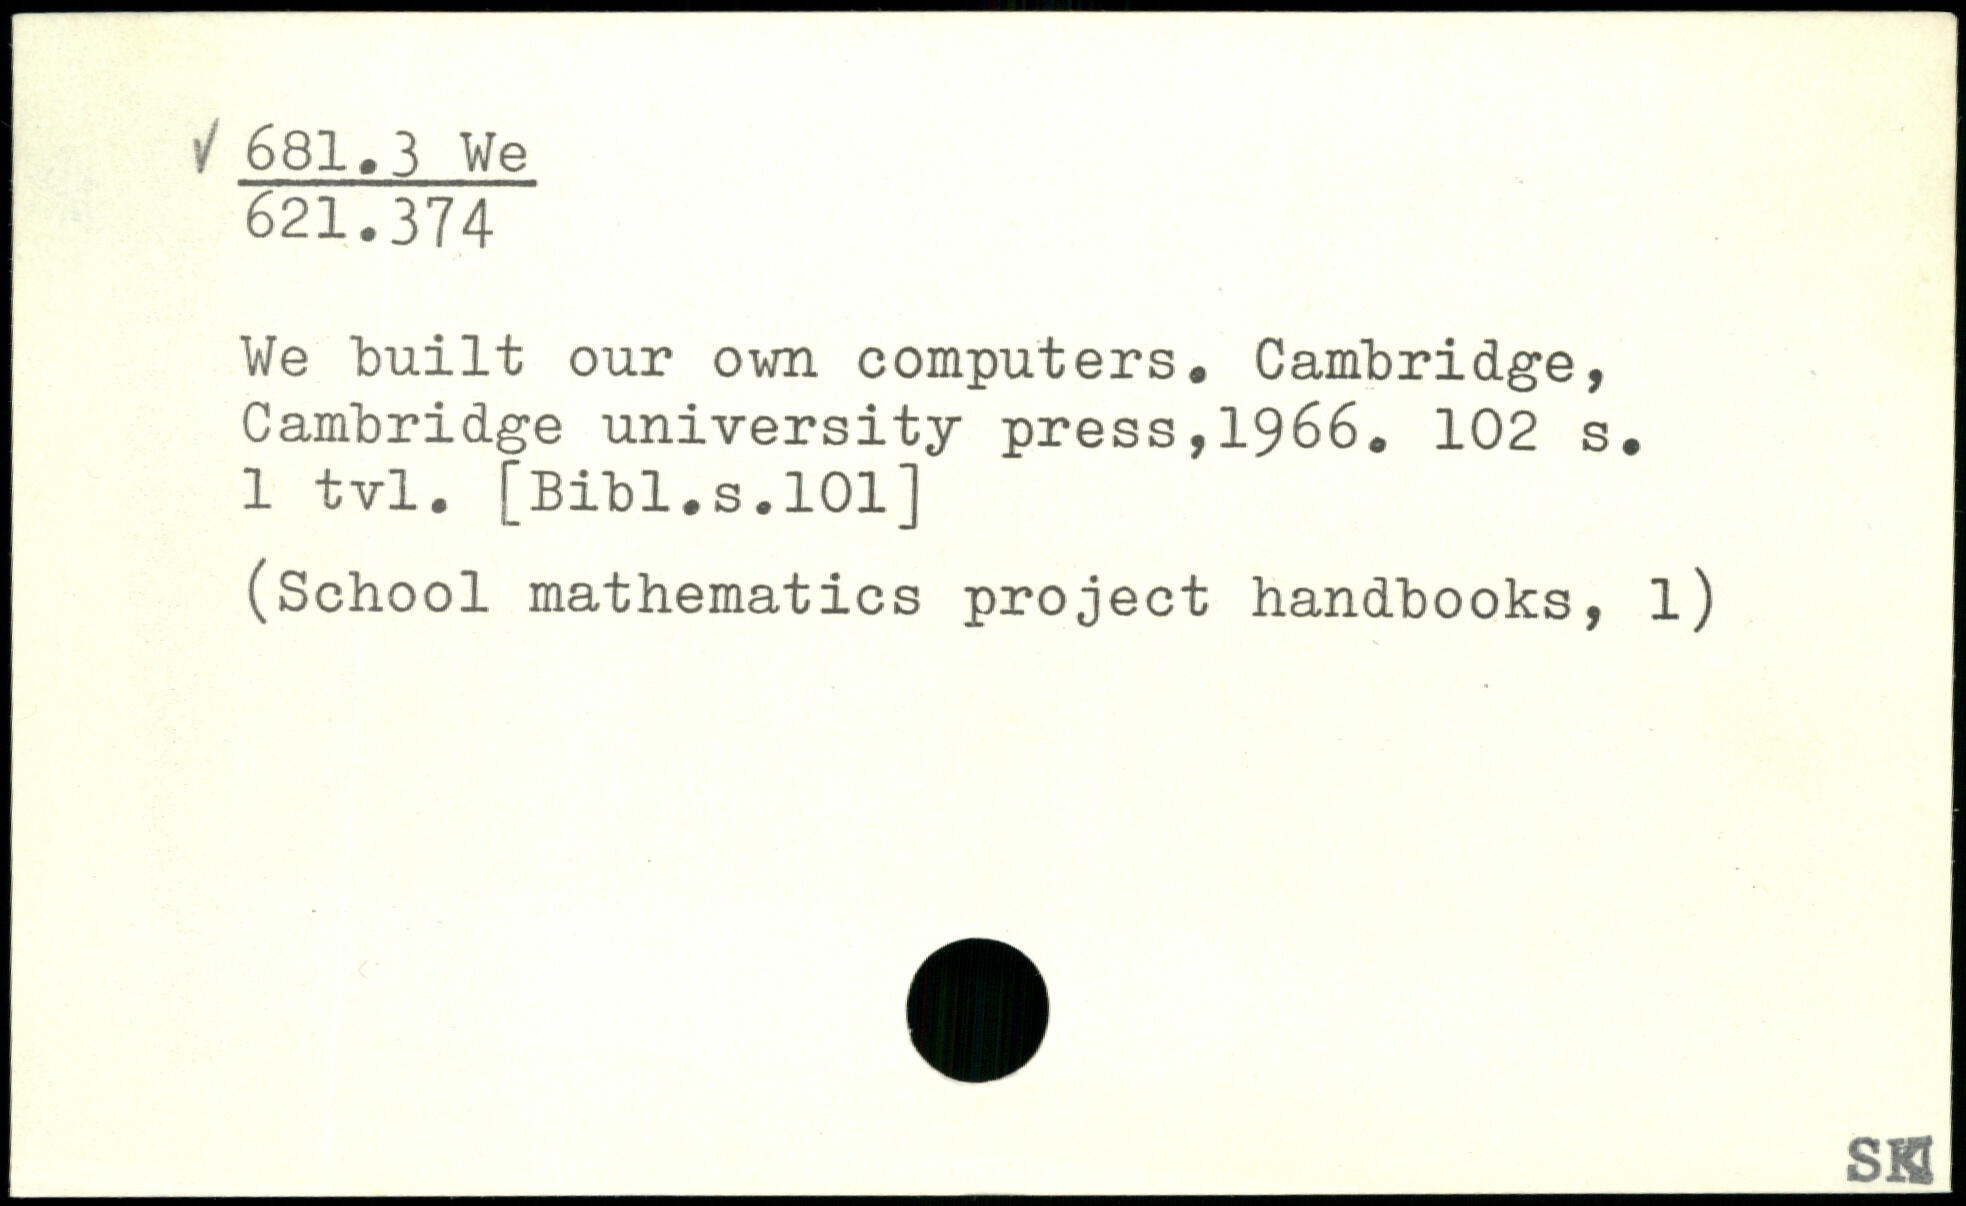 ✓ 681.3 We
621.374
We built our own computers. Cambridge,
Cambridge university press,1966. 102 s.
1 tvl. [Bibl.s.101]
(School mathematics project handbooks, 1)